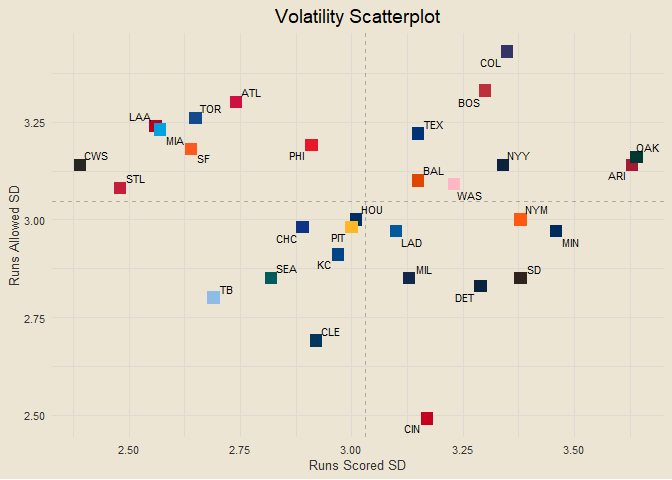 Volatility Scatterplot
COL
BOS
ATL
TOR
LAA
MIA
TEX
3.25
SF
PHI
CWS
NYY
OAK
ARI
STL
BAL
WAS
HOU
NYM
3.00
CHC
PIT
LAD
MIN
KC
SEA
MIL
SD
TB
DET
2.75
CLE
CIN
2.50
Runs Allowed SD
2.50
2.75
3.00
3.25
3.50
Runs Scored SD